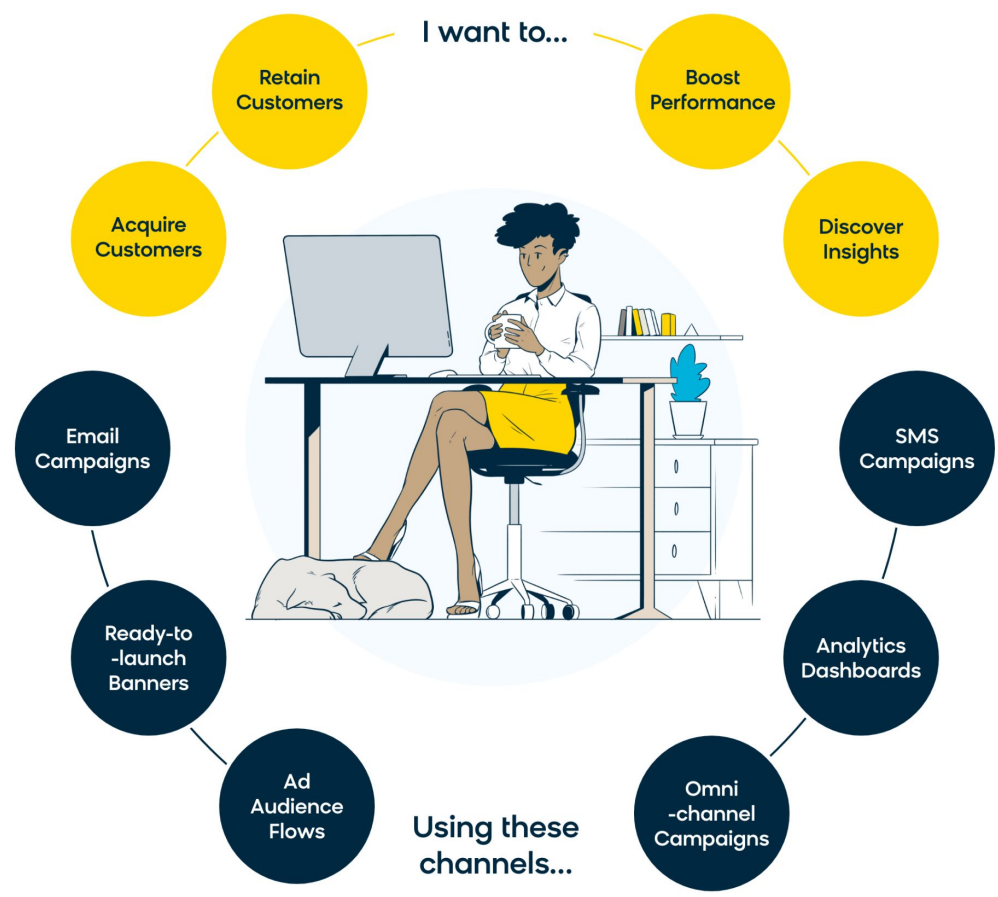 I want to...
Retain
Customers
Boost
Performance
Acquire
Customers
Discover
Insights
Email
Campaigns
SMS
Campaigns
Ready-to
-launch
Banners
Analytics
Dashboards
Ad
Audience
Flows
Omni
-channel
Campaigns
Using these
channels...